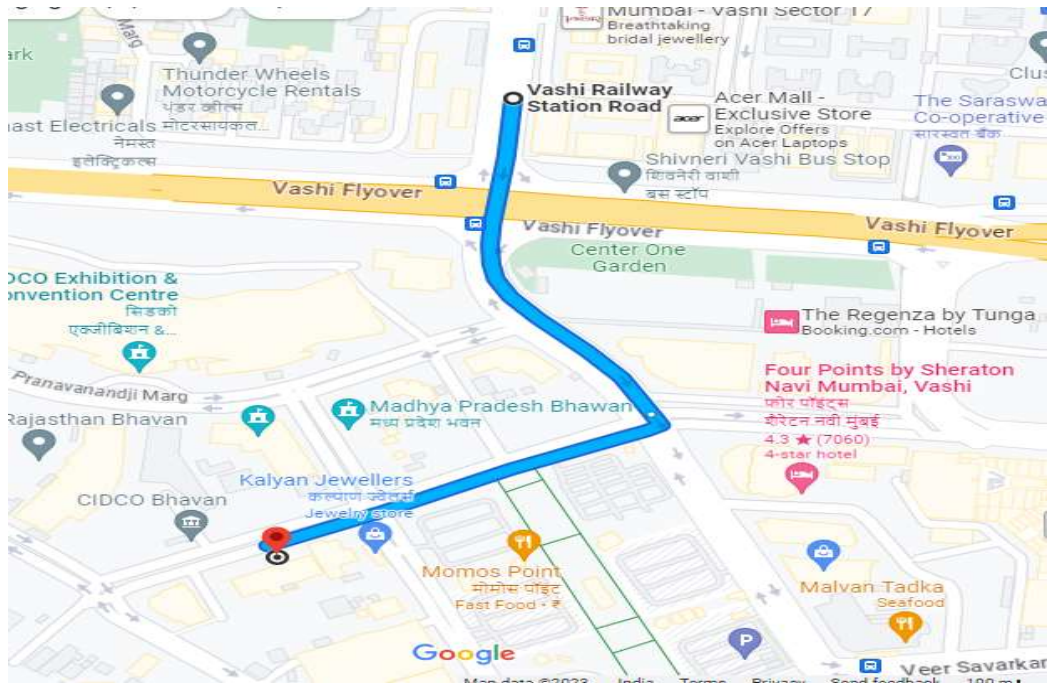 Marg
ark
Thunder Wheels
Motorcycle Rentals
थंडर व्हील्स
मोटरसायकल...
Electricals
नेमस्त
इलेक्ट्रिकल्स
Mumbai - Vashi Sector 17
Breathtaking
bridal jewellery
Vashi Railway
Station Road
acer
Acer Mall -
Exclusive Store
Explore Offers
on Acer Laptops
Clus
The Saraswa
Co-operative
सारस्वत बँक
Shivneri Vashi Bus Stop
शिवनेरी वाशी
बस स्टॉप
Vashi Flyover
Vashi Flyover
Vashi Flyover
Center One
Garden
DCO Exhibition &
onvention Centre
सिडको
एक्जीबिशन &...
The Regenza by Tunga
Booking.com - Hotels
Four Points by Sheraton
Navi Mumbai, Vashi
फोर पॉइंट्स
शेरेटन नवी मुंबई
4.3 ★ (7060)
4-star hotel
Pranavanandji Marg
Rajasthan Bhavan
Madhya Pradesh Bhawan
मध्य प्रदेश भवन
Kalyan Jewellers
कल्याण ज्वेलर्स
Jewelry store
CIDCO Bhavan
Momos Point
मोमोस पॉइंट
Fast Food · ₹
Malvan Tadka
Seafood
P
Google
Veer Savarkar
Map data ©2023 India Terms Privacy Send feedback 100 m